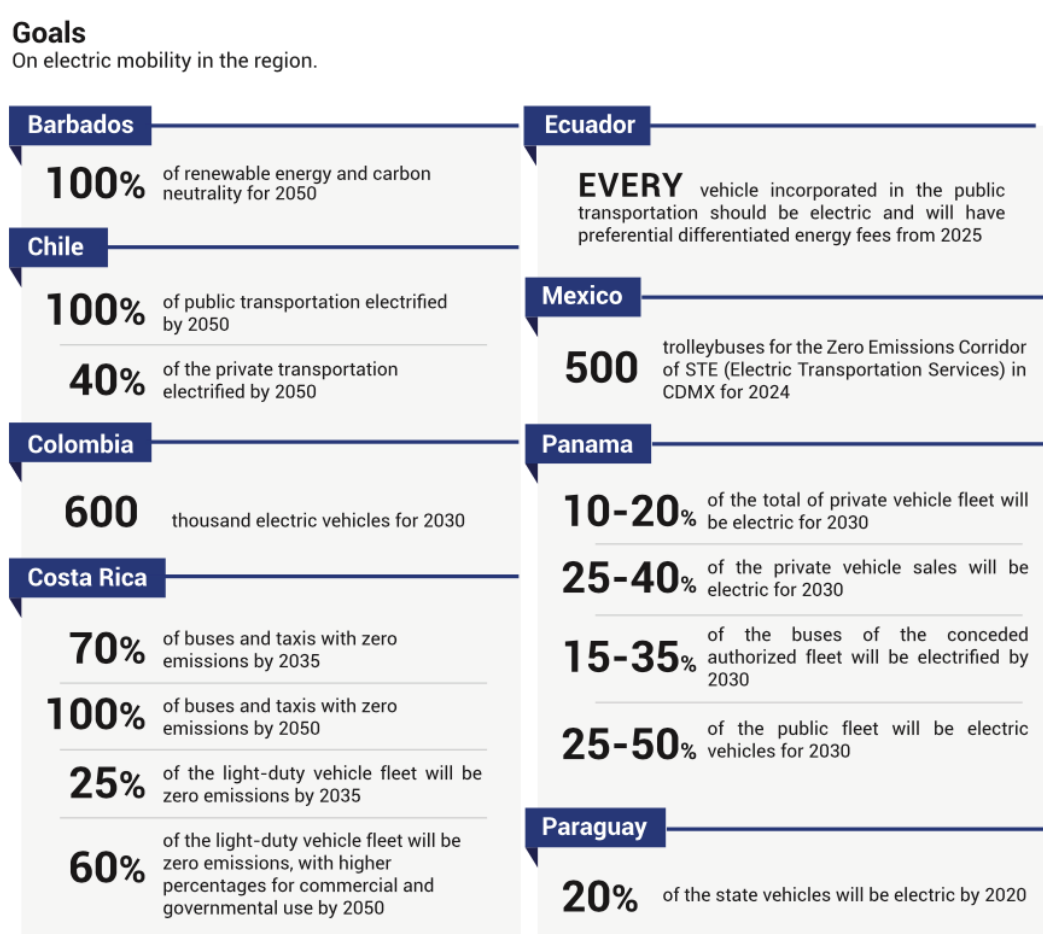 Goals
On electric mobility in the region.
Barbados
100% of renewable energy and carbon
neutrality for 2050
Chile
100% of public transportation electrified
by 2050
40% of the private transportation
electrified by 2050
Colombia
600 thousand electric vehicles for 2030
Costa Rica
70% of buses and taxis with zero
emissions by 2035
100% of buses and taxis with zero
emissions by 2050
25% of the light-duty vehicle fleet will be
zero emissions by 2035
60% of the light-duty vehicle fleet will be
zero emissions, with higher
percentages for commercial and
governmental use by 2050
Ecuador
EVERY vehicle incorporated in the public
transportation should be electric and will have
preferential differentiated energy fees from 2025
Mexico
500 trolleybuses for the Zero Emissions Corridor
of STE (Electric Transportation Services) in
CDMX for 2024
Panama
10-20% of the total of private vehicle fleet will
be electric for 2030
25-40% of the private vehicle sales will be
electric for 2030
15-35% of the buses of the conceded
authorized fleet will be electrified by
2030
25-50% of the public fleet will be electric
vehicles for 2030
Paraguay
20% of the state vehicles will be electric by 2020